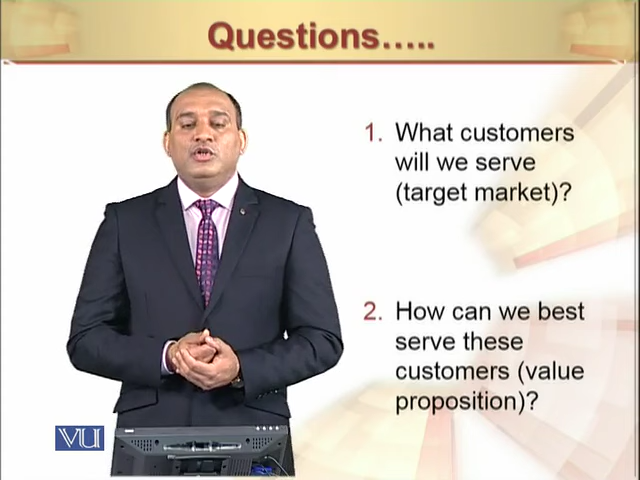 Questions…..
1. What customers
will we serve
(target market)?
2. How can we best
serve these
customers (value
proposition)?
VU